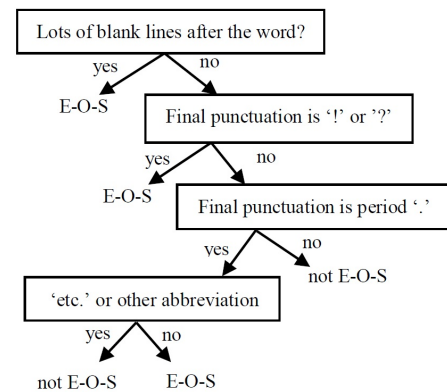 Lots of blank lines after the word?
yes no
E-O-S
Final punctuation is ‘!’ or ’?’
yes no
E-O-S
Final punctuation is period ‘.’
yes no
not E-O-S
‘etc.’ or other abbreviation
yes no
not E-O-S E-O-S